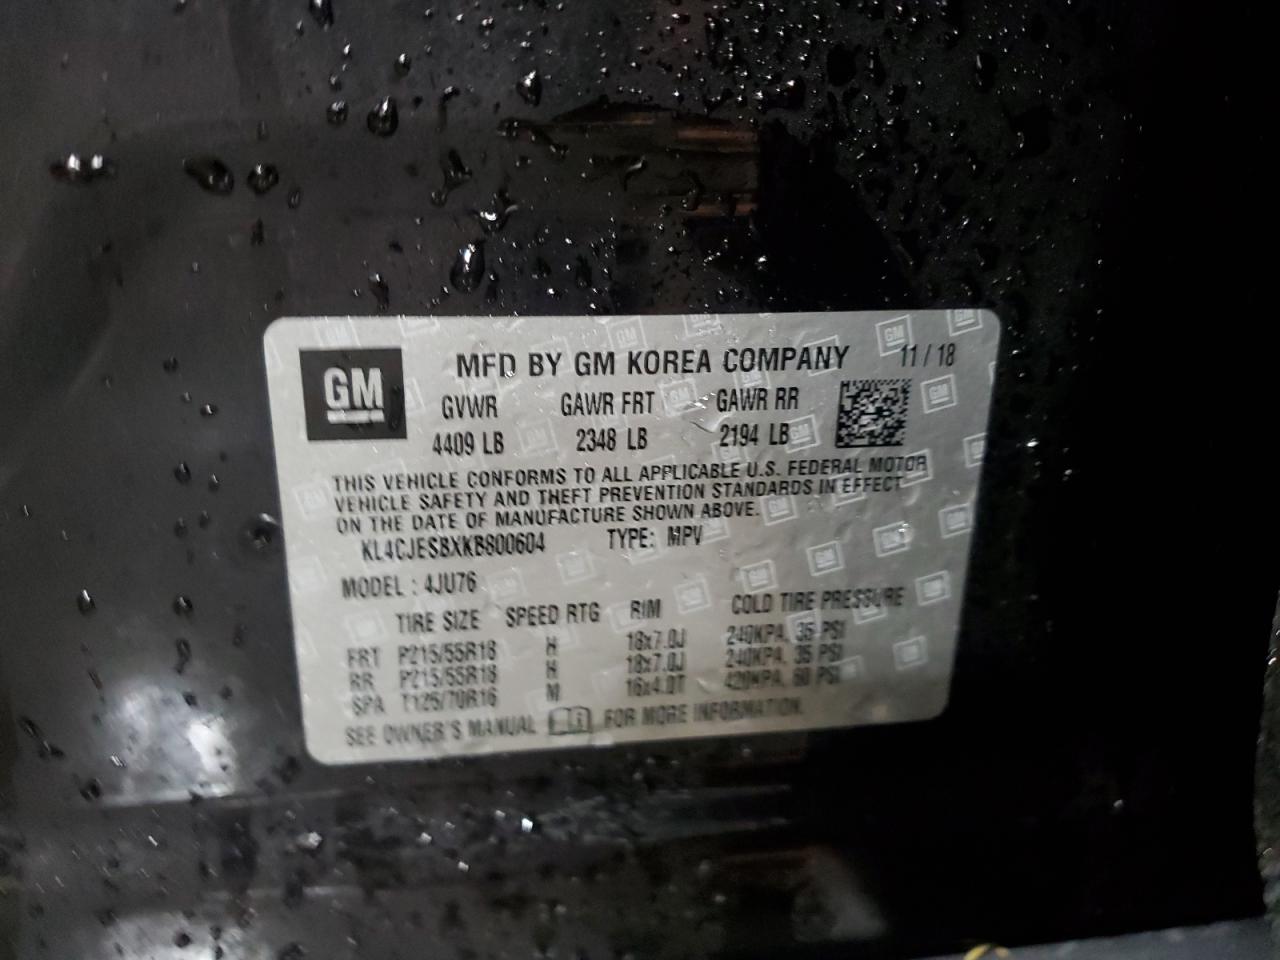 GM
MFD BY GM KOREA COMPANY 11/18
GVWR GAWR FRT GAWR RR
4409 LB 2348 LB 2194 LB
THIS VEHICLE CONFORMS TO ALL APPLICABLE U.S. FEDERAL MOTOR
VEHICLE SAFETY AND THEFT PREVENTION STANDARDS IN EFFECT
ON THE DATE OF MANUFACTURE SHOWN ABOVE.
KL4CJESBXKB800604 TYPE: MPV
MODEL : 4JU76
TIRE SIZE SPEED RTG RIM COLD TIRE PRESSURE
FRT P215/55R18 H 18x7.0J 240KPA, 35 PSI
RR P215/55R18 H 18x7.0J 240KPA, 35 PSI
SPA T125/70R16 M 16x4.0T 420KPA, 60 PSI
SEE OWNER'S MANUAL FOR MORE INFORMATION.